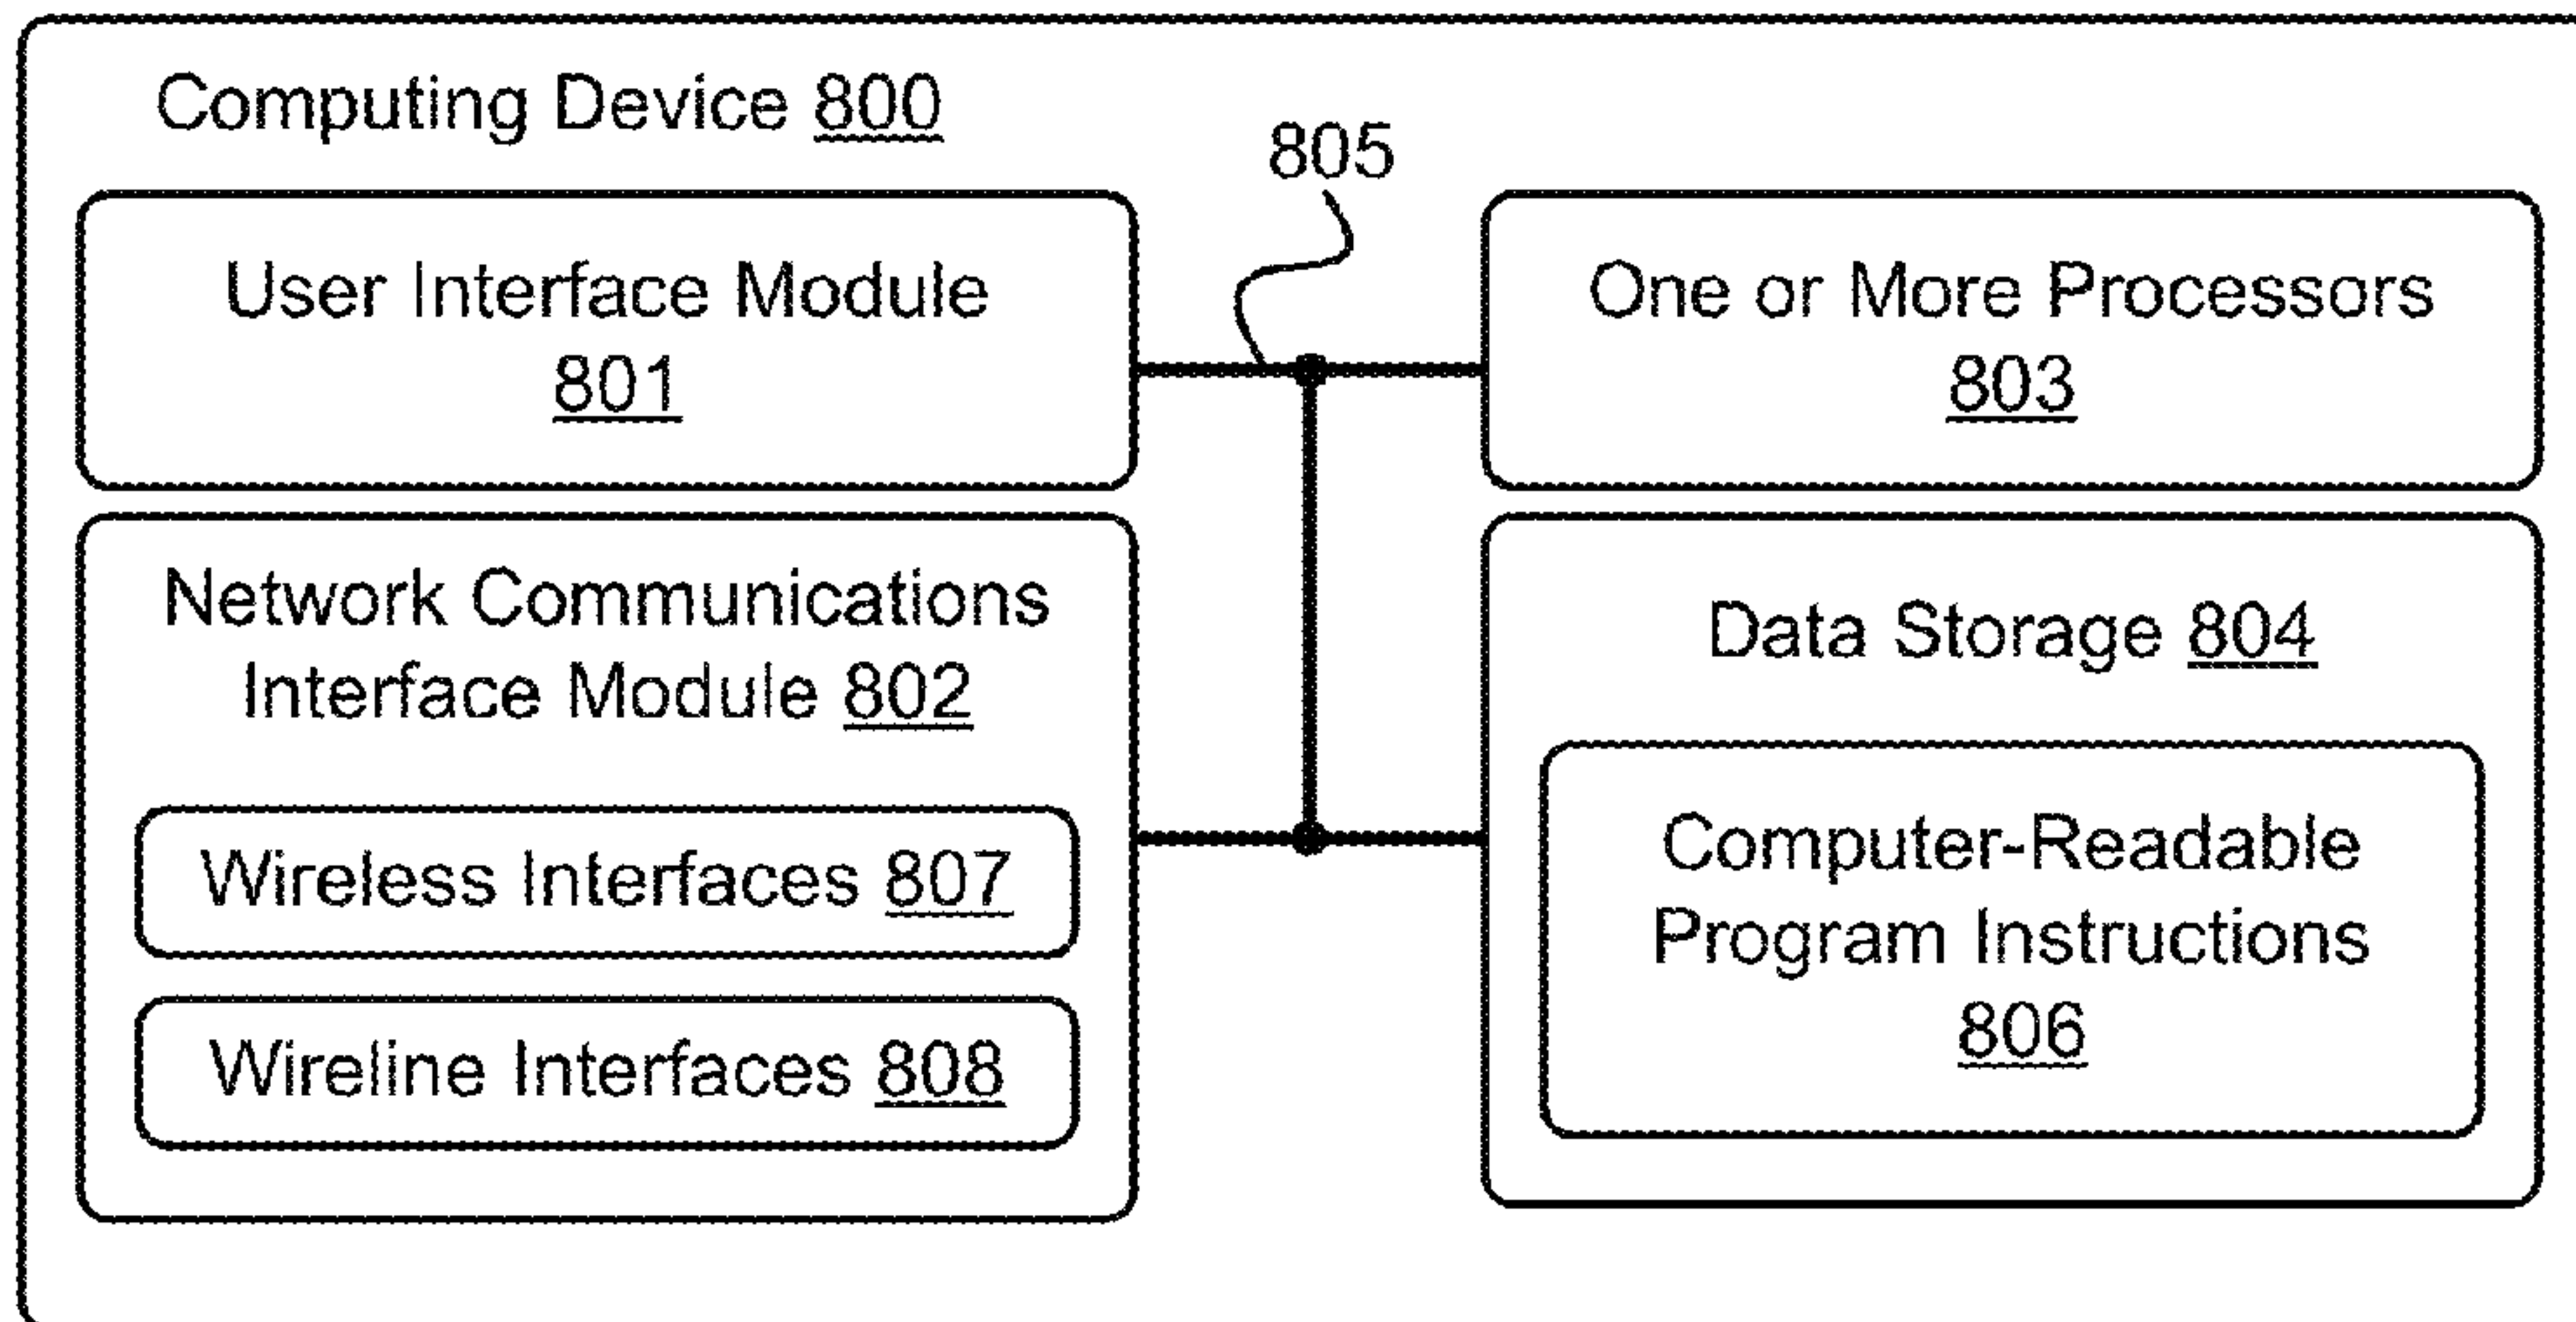 Computing Device 800
805
User Interface Module
801
One or More Processors
803
Network Communications
Interface Module 802
Wireless Interfaces 807
Wireline Interfaces 808
Data Storage 804
Computer-Readable
Program Instructions
806